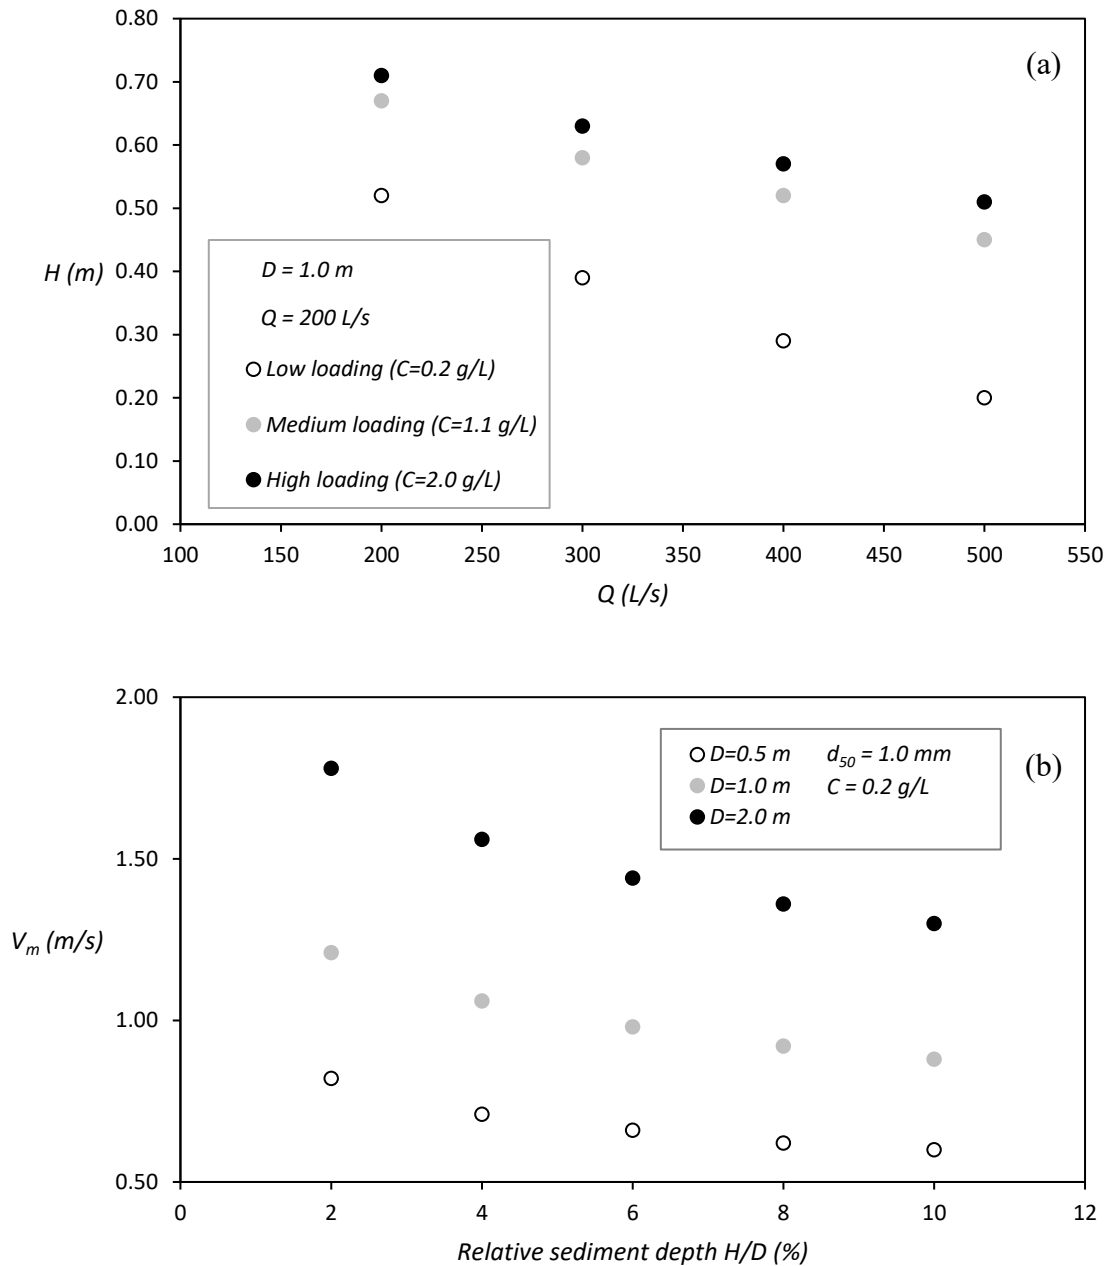 0.80
(a)
0.70
0.60
0.50
D = 1.0 m
H (m)
0.40
Q = 200 L/s
0.30
Low loading (C=0.2 g/L)
0.20
Medium loading (C=1.1 g/L)
0.10
High loading (C=2.0 g/L)
0.00
100 150 200 250 300 350 400 450 500 550
Q (L/s)
2.00
D=0.5 m d50 = 1.0 mm
(b)
D=1.0 m C = 0.2 g/L
D=2.0 m
1.50
Vm (m/s)
1.00
0.50
0 2 4 6 8 10 12
Relative sediment depth H/D (%)